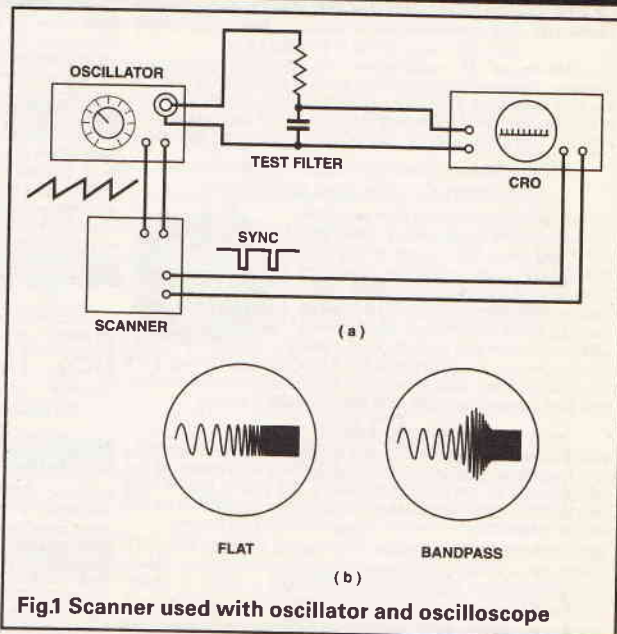 OSCILLATOR
TEST FILTER
CRO
SYNC
SCANNER
(a)
FLAT
BANDPASS
(b)
Fig.1 Scanner used with oscillator and oscilloscope